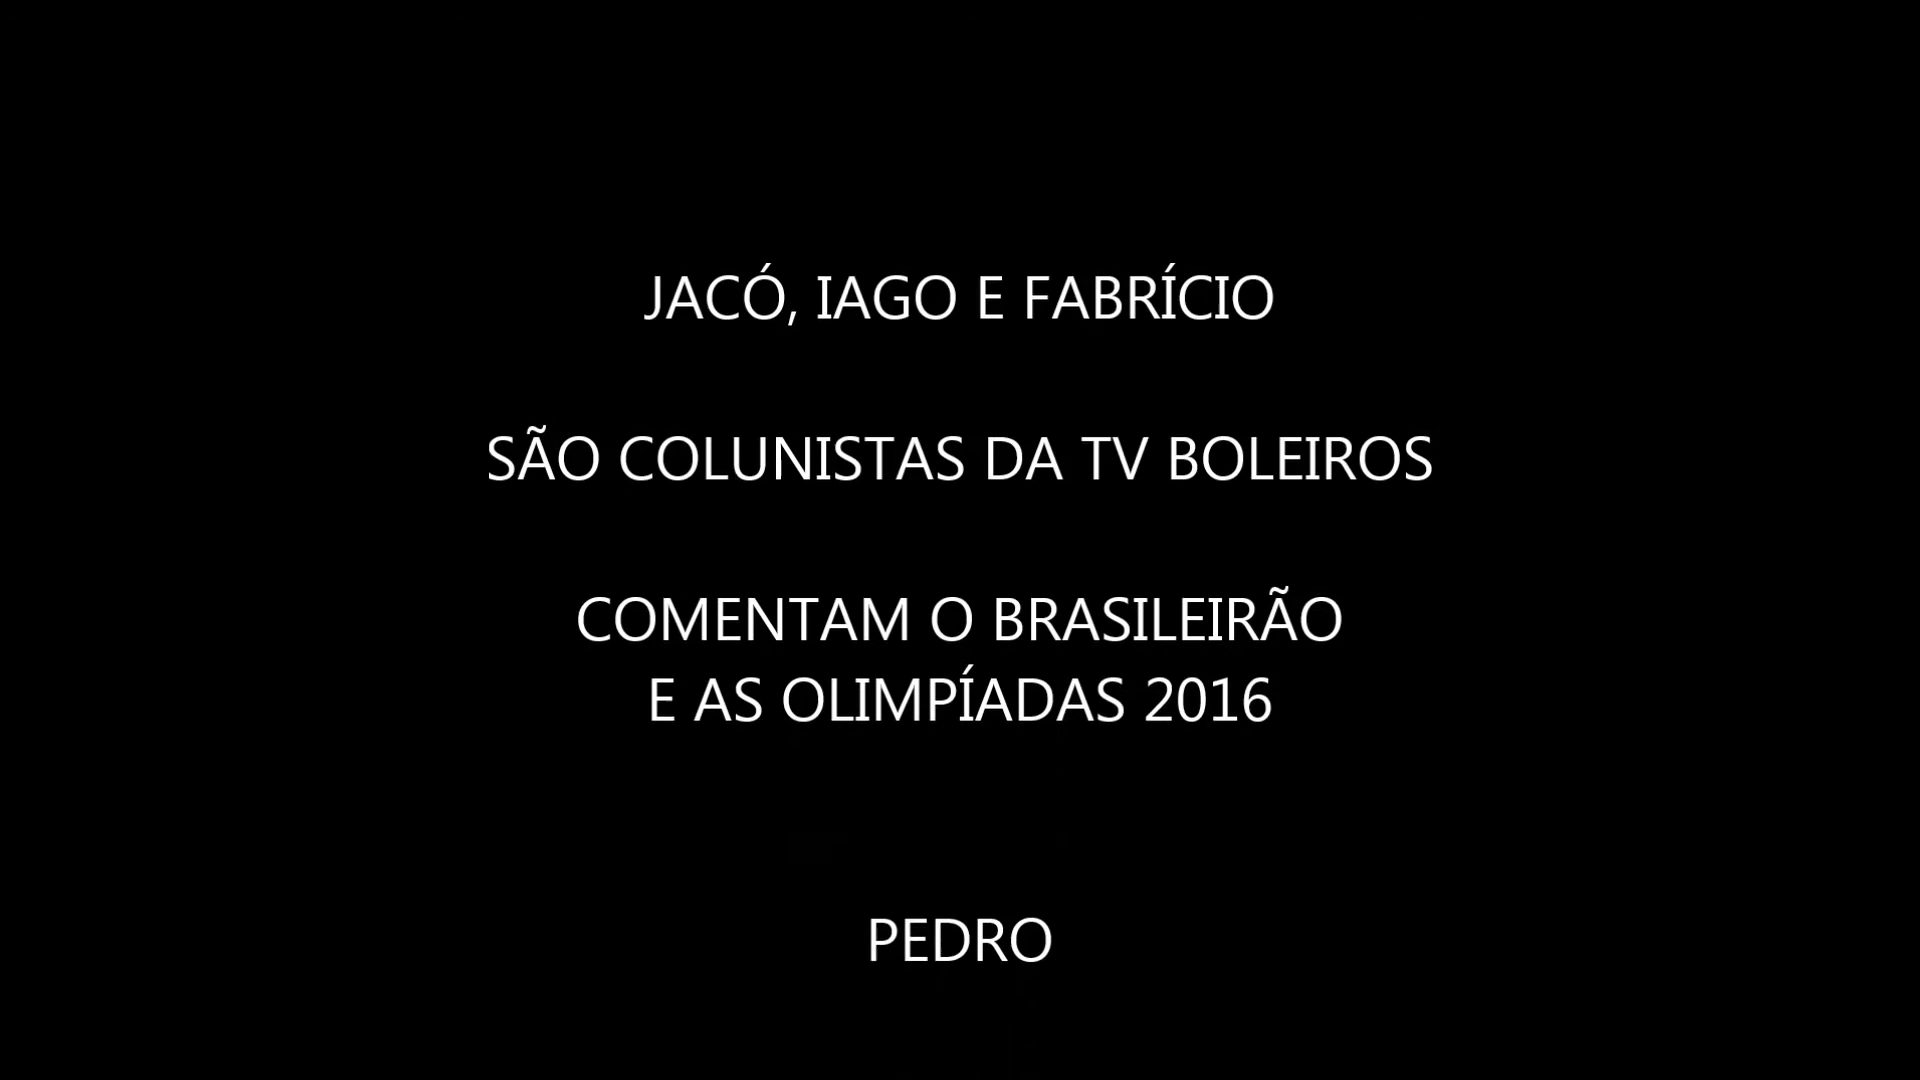 JACÓ, IAGO E FABRÍCIO
SÃO COLUNISTAS DA TV BOLEIROS
COMENTAM O BRASILEIRÃO
E AS OLIMPÍADAS 2016
PEDRO